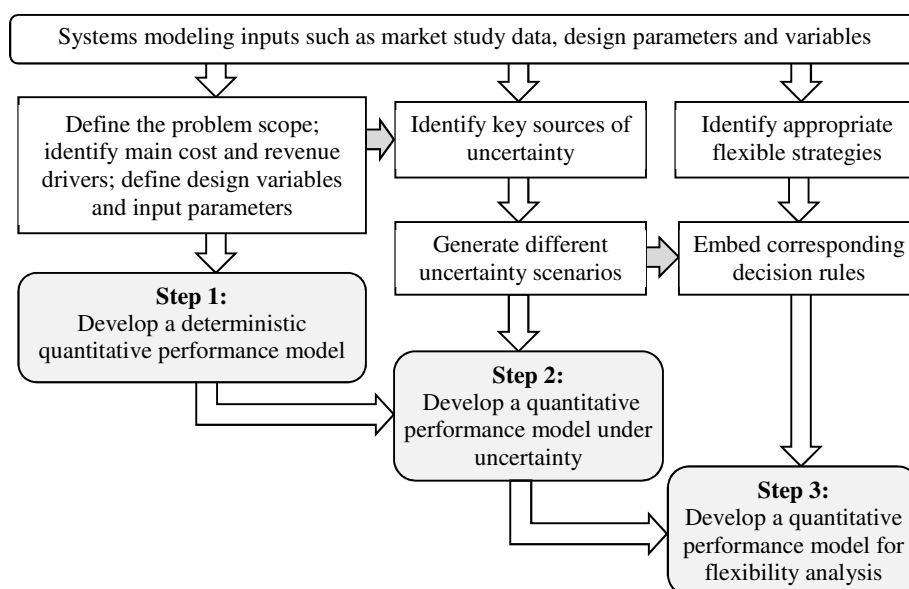 Systems modeling inputs such as market study data, design parameters and variables
Define the problem scope;
identify main cost and revenue
drivers; define design variables
and input parameters
Identify key sources of
uncertainty
Identify appropriate
flexible strategies
Generate different
uncertainty scenarios
Embed corresponding
decision rules
Step 1:
Develop a deterministic
quantitative performance model
Step 2:
Develop a quantitative
performance model under
uncertainty
Step 3:
Develop a quantitative
performance model for
flexibility analysis